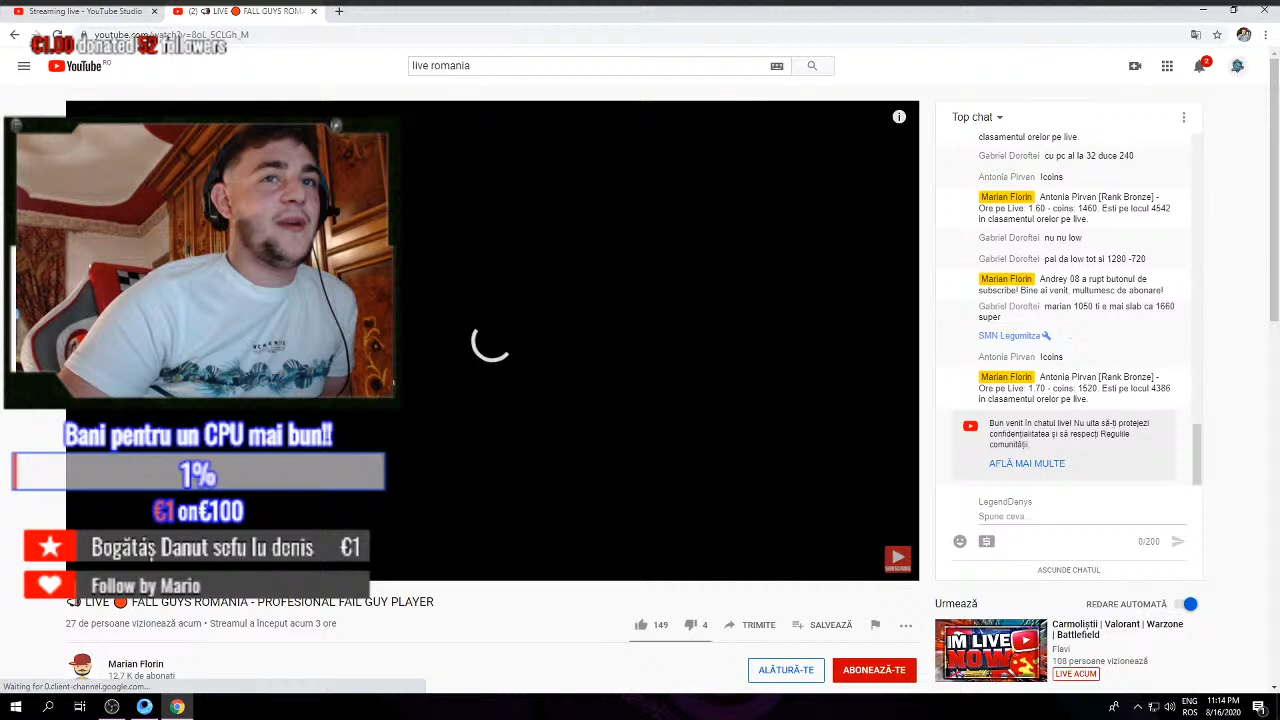 Streaming live - YouTube Studio
(2) LIVE FALL GUYS ROM
youtube.com/watch?v=8oL_5CLGh_M
€1.00 donated 52 followers
YouTube RO
live romania
2
Top chat
clasamentul orelor pe live.
Gabriel Doroftei cu pc al la 32 duce 240
Antonia Pirvan !coins
Marian Florin Antonia Pirvan [Rank Bronze] -
Ore pe Live: 1.60 - coins: 1460. Esti pe locul 4542
in clasamentul orelor pe live.
Gabriel Doroftei nu nu low
Gabriel Doroftei pai da low tot si 1280 -720
Marian Florin Andrey 08 a rupt butonul de
subscribe! Bine ai venit, multumesc de abonare!
Gabriel Doroftei marian 1050 ti e mai slab ca 1660
super
SMN Legumitza
Antonia Pirvan !coins
Marian Florin Antonia Pirvan [Rank Bronze] -
Ore pe Live: 1.70 - coins: 1520. Esti pe locul 4386
in clasamentul orelor pe live.
Bun venit în chatul live! Nu uita să-ți protejezi
confidențialitatea și să respecți Regulile
comunității.
AFLĂ MAI MULTE
LegendDenys
Spune ceva...
0/200
ASCUNDE CHATUL
Bani pentru un CPU mai bun!!
1%
€1 on €100
Bogătaș Danut sefu lu denis €1
Follow by Mario
SUBSCRIBE
LIVE FALL GUYS ROMANIA - PROFESIONAL FAIL GUY PLAYER
27 de persoane vizionează acum • Streamul a început acum 3 ore
149 4 TRIMITE SALVEAZĂ
Marian Florin
12,7 K de abonați
ALĂTURĂ-TE ABONEAZĂ-TE
Urmează REDARE AUTOMATĂ
IM LIVE NOW
Carmoliștii | Valorant | Warzone
| Battlefield
Flavi
108 persoane vizionează
LIVE ACUM
Waiting for 0.client-channel.google.com...
ENG
ROS
11:14 PM
8/16/2020
1